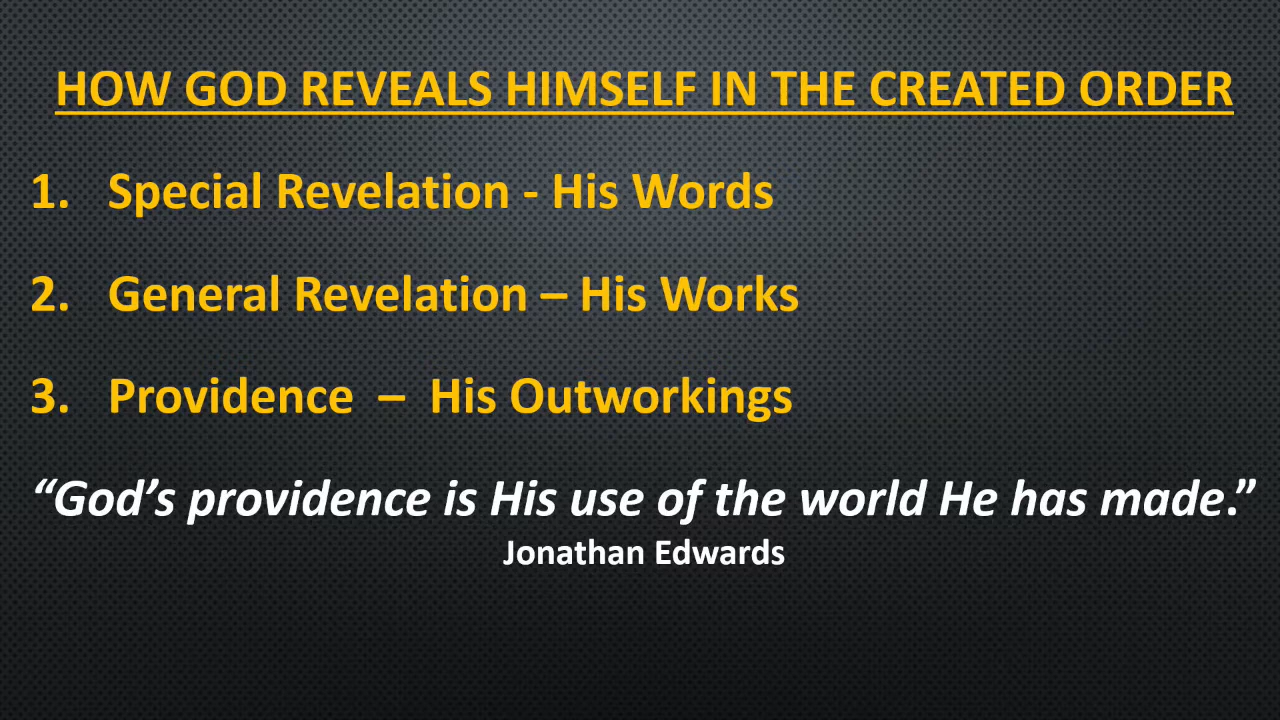 HOW GOD REVEALS HIMSELF IN THE CREATED ORDER
1. Special Revelation - His Words
2. General Revelation – His Works
3. Providence – His Outworkings
“God’s providence is His use of the world He has made.”
Jonathan Edwards